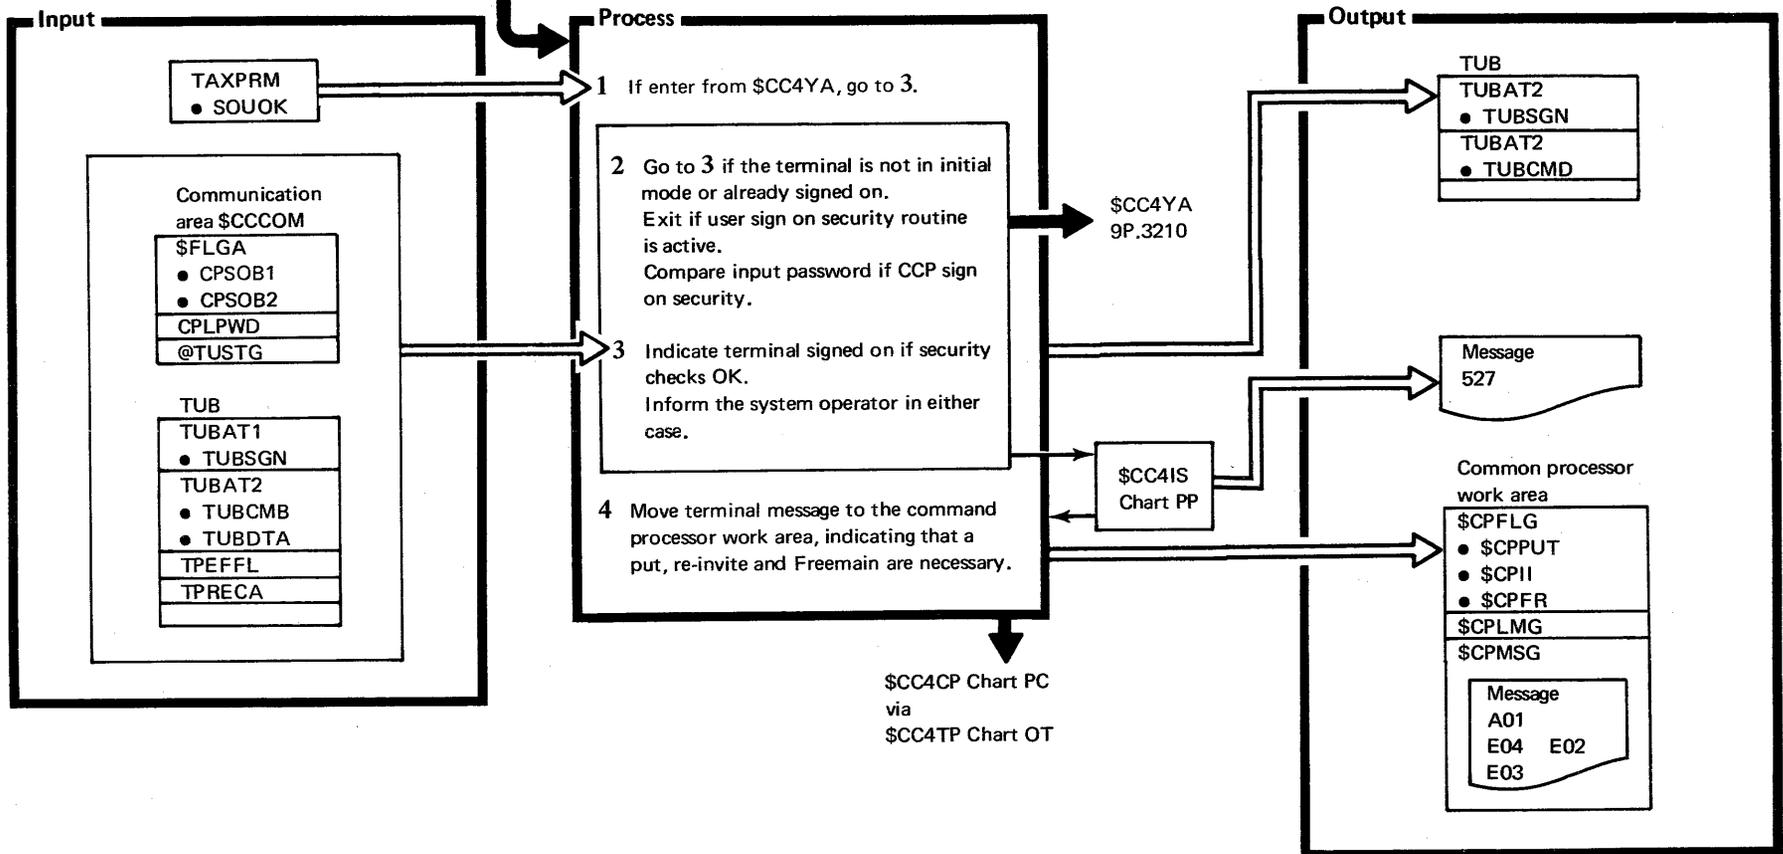 Input
TAXPRM
• SOUOK
Communication
area $CCCOM
$FLGA
• CPSOB1
• CPSOB2
CPLPWD
@TUSTG
TUB
TUBAT1
• TUBSGN
TUBAT2
• TUBCMB
• TUBDTA
TPEFFL
TPRECA
Process
1 If enter from $CC4YA, go to 3.
2 Go to 3 if the terminal is not in initial
mode or already signed on.
Exit if user sign on security routine
is active.
Compare input password if CCP sign
on security.
3 Indicate terminal signed on if security
checks OK.
Inform the system operator in either
case.
4 Move terminal message to the command
processor work area, indicating that a
put, re-invite and Freemain are necessary.
$CC4YA
9P.3210
$CC4IS
Chart PP
$CC4CP Chart PC
via
$CC4TP Chart OT
Output
TUB
TUBAT2
• TUBSGN
TUBAT2
• TUBCMD
Message
527
Common processor
work area
$CPFLG
• $CPPUT
• $CPII
• $CPFR
$CPLMG
$CPMSG
Message
A01
E04 E02
E03